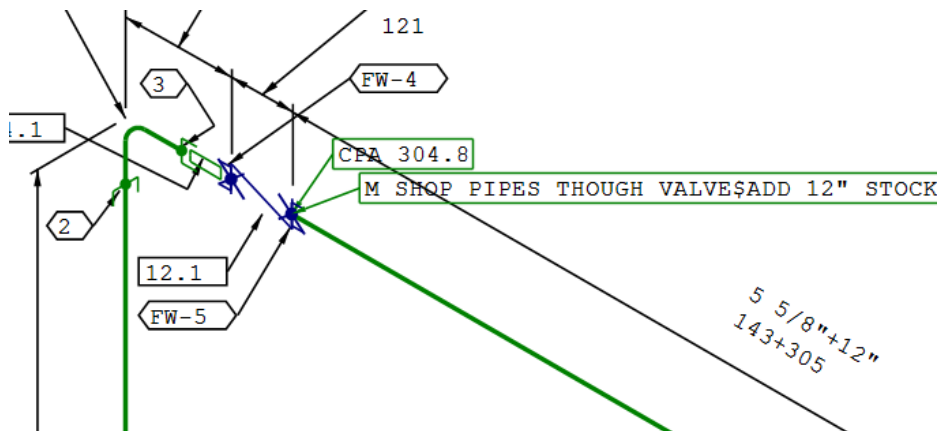 121
3
FW-4
4.1
CPA 304.8
M SHOP PIPES THOUGH VALVE$ADD 12" STOCK
2
12.1
FW-5
5 5/8"+12"
143+305